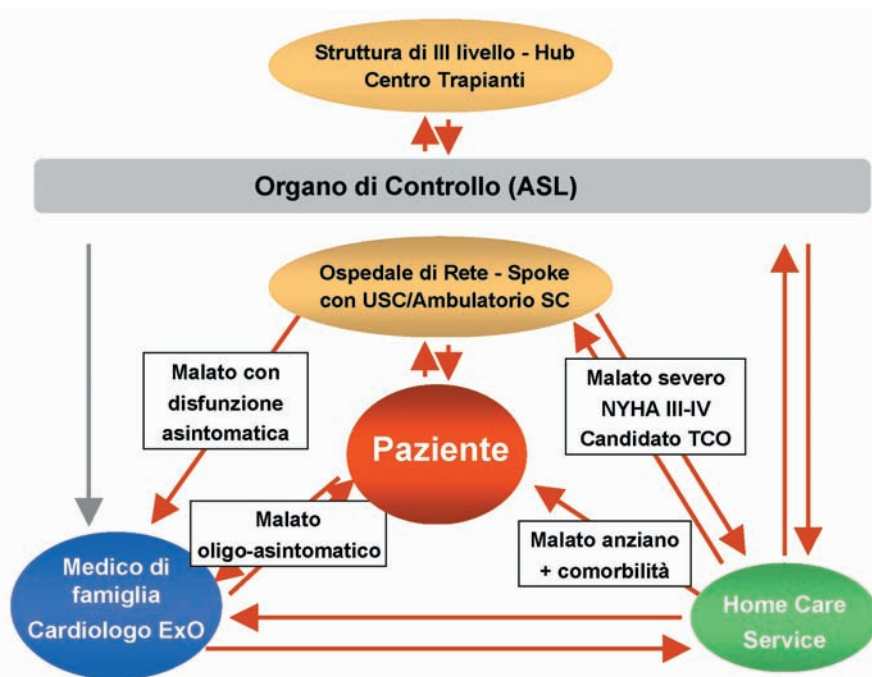 Struttura di III livello - Hub
Centro Trapianti
Organo di Controllo (ASL)
Ospedale di Rete - Spoke
con USC/Ambulatorio SC
Malato con
disfunzione
asintomatica
Malato severo
NYHA III-IV
Candidato TCO
Paziente
Malato
oligo-asintomatico
Malato anziano
+ comorbilità
Medico di
famiglia
Cardiologo ExO
Home Care
Service